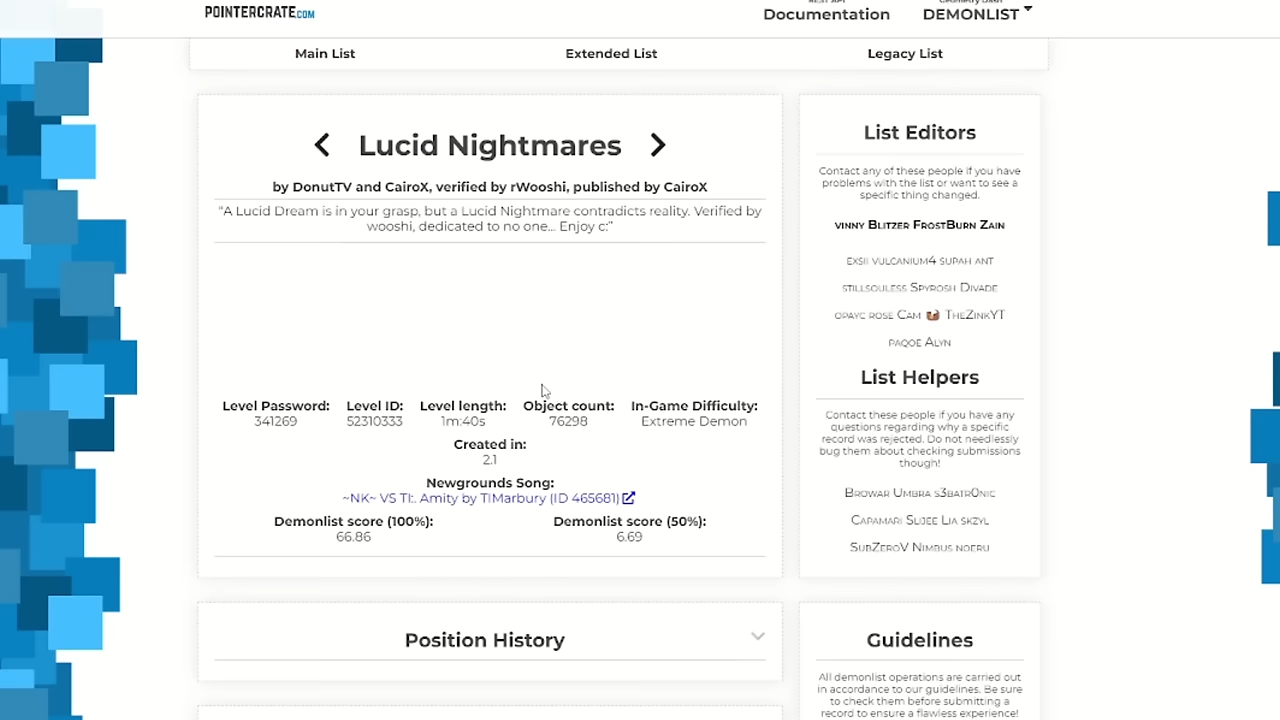 POINTERCRATE.COM
Documentation
Geometry Dash
DEMONLIST
Main List
Extended List
Legacy List
Lucid Nightmares
by DonutTV and CairoX, verified by rWooshi, published by CairoX
“A Lucid Dream is in your grasp, but a Lucid Nightmare contradicts reality. Verified by
wooshi, dedicated to no one... Enjoy c:”
Level Password:
341269
Level ID:
52310333
Level length:
1m:40s
Object count:
76298
In-Game Difficulty:
Extreme Demon
Created in:
2.1
Newgrounds Song:
~NK~ VS TI:. Amity by TIMarbury (ID 465681)
Demonlist score (100%):
66.86
Demonlist score (50%):
6.69
Position History
List Editors
Contact any of these people if you have
problems with the list or want to see a
specific thing changed.
vinny Blitzer FrostBurn Zain
exsii vulcanium4 supah ant
stillsouless Spyrosh Divade
opayc rose Cam TheZinkYT
paqoe Alyn
List Helpers
Contact these people if you have any
questions regarding why a specific
record was rejected. Do not needlessly
bug them about checking submissions
though!
Browar Umbra s3batr0nic
Capamari Slijee Lia skzyl
SubZeroV Nimbus noeru
Guidelines
All demonlist operations are carried out
in accordance to our guidelines. Be sure
to check them before submitting a
record to ensure a flawless experience!